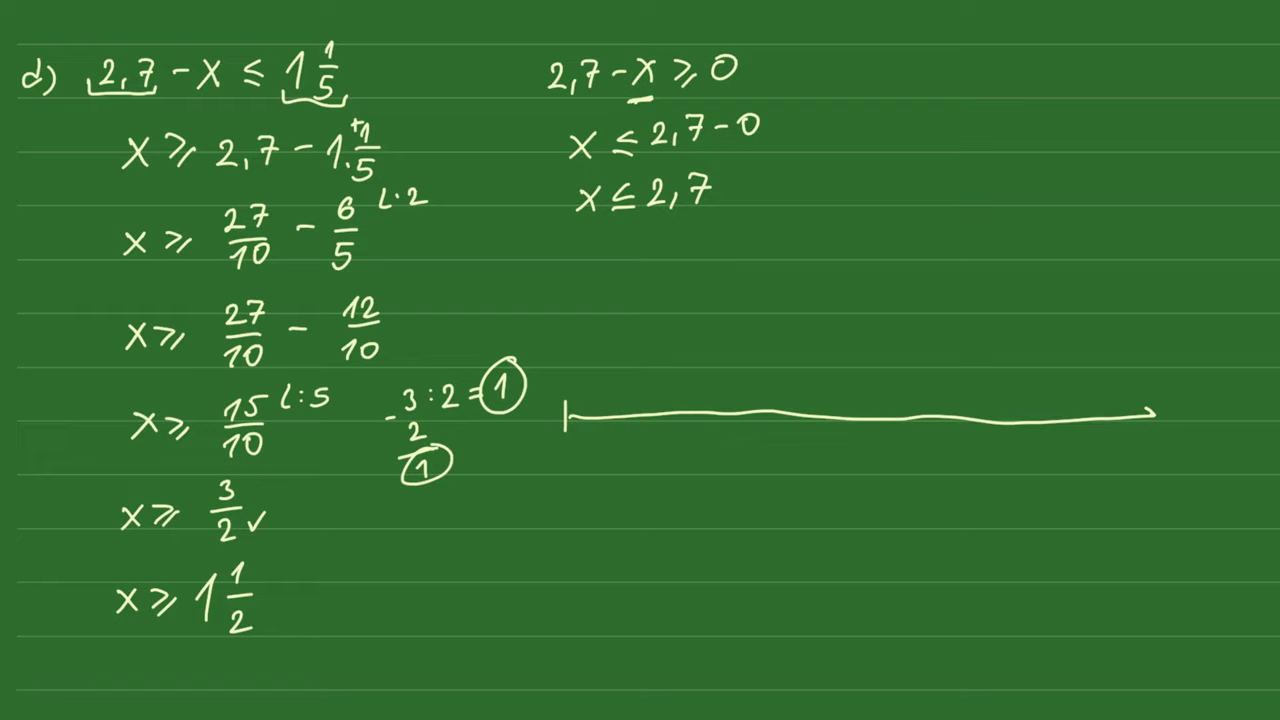 d) 2,7 - x ≤ 1 1/5
x ≥ 2,7 - 1 · + 1/5
x ≥ 27/10 - 6/5 L·2
x ≥ 27/10 - 12/10
x ≥ 15/10 L:5
x ≥ 3/2 ✓
x ≥ 1 1/2
- 3 : 2 = 1
2
1
2,7 - x ≥ 0
x ≤ 2,7 - 0
x ≤ 2,7